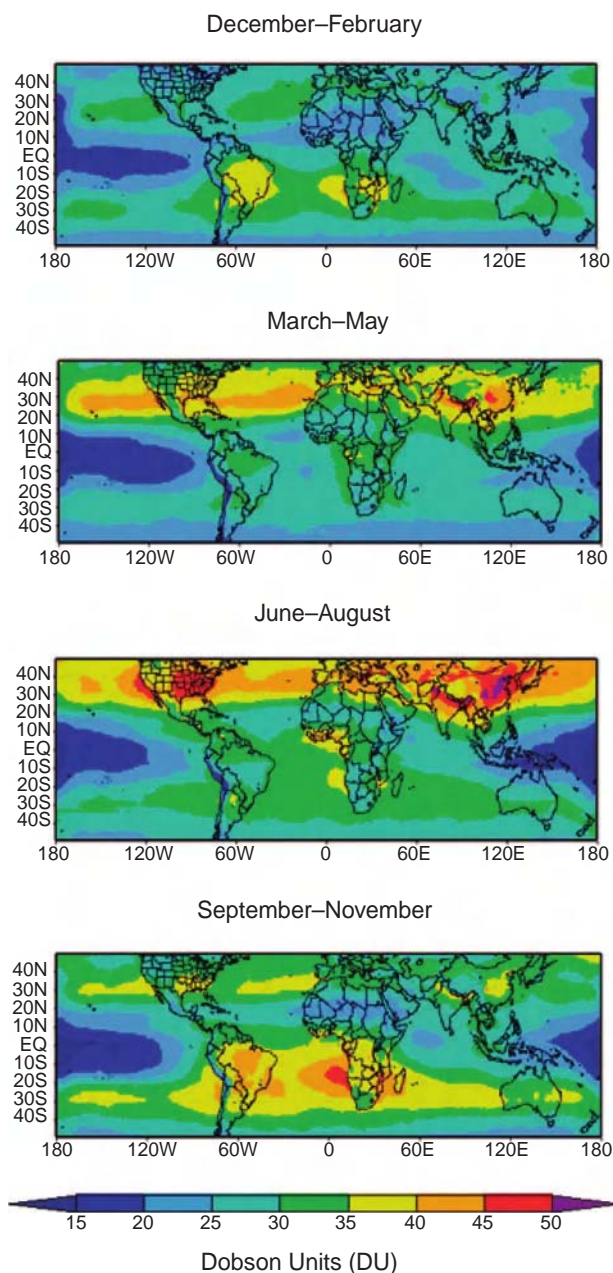 December–February
40N
30N
20N
10N
EQ
10S
20S
30S
40S
180 120W 60W 0 60E 120E 180
March–May
40N
30N
20N
10N
EQ
10S
20S
30S
40S
180 120W 60W 0 60E 120E 180
June–August
40N
30N
20N
10N
EQ
10S
20S
30S
40S
180 120W 60W 0 60E 120E 180
September–November
40N
30N
20N
10N
EQ
10S
20S
30S
40S
180 120W 60W 0 60E 120E 180
15 20 25 30 35 40 45 50
Dobson Units (DU)